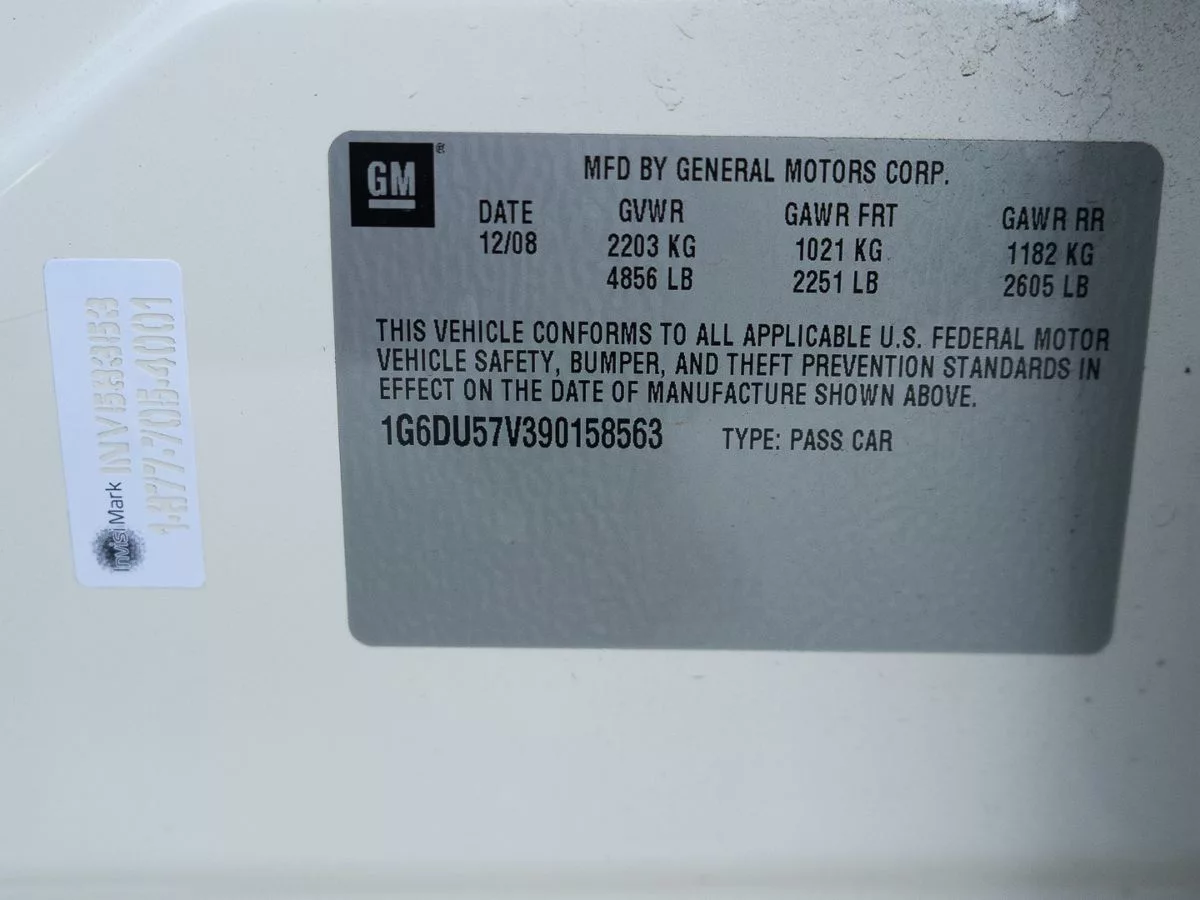 GM®
MFD BY GENERAL MOTORS CORP.
DATE GVWR GAWR FRT GAWR RR
12/08 2203 KG 1021 KG 1182 KG
4856 LB 2251 LB 2605 LB
THIS VEHICLE CONFORMS TO ALL APPLICABLE U.S. FEDERAL MOTOR
VEHICLE SAFETY, BUMPER, AND THEFT PREVENTION STANDARDS IN
EFFECT ON THE DATE OF MANUFACTURE SHOWN ABOVE.
1G6DU57V390158563 TYPE: PASS CAR
InVisiMark